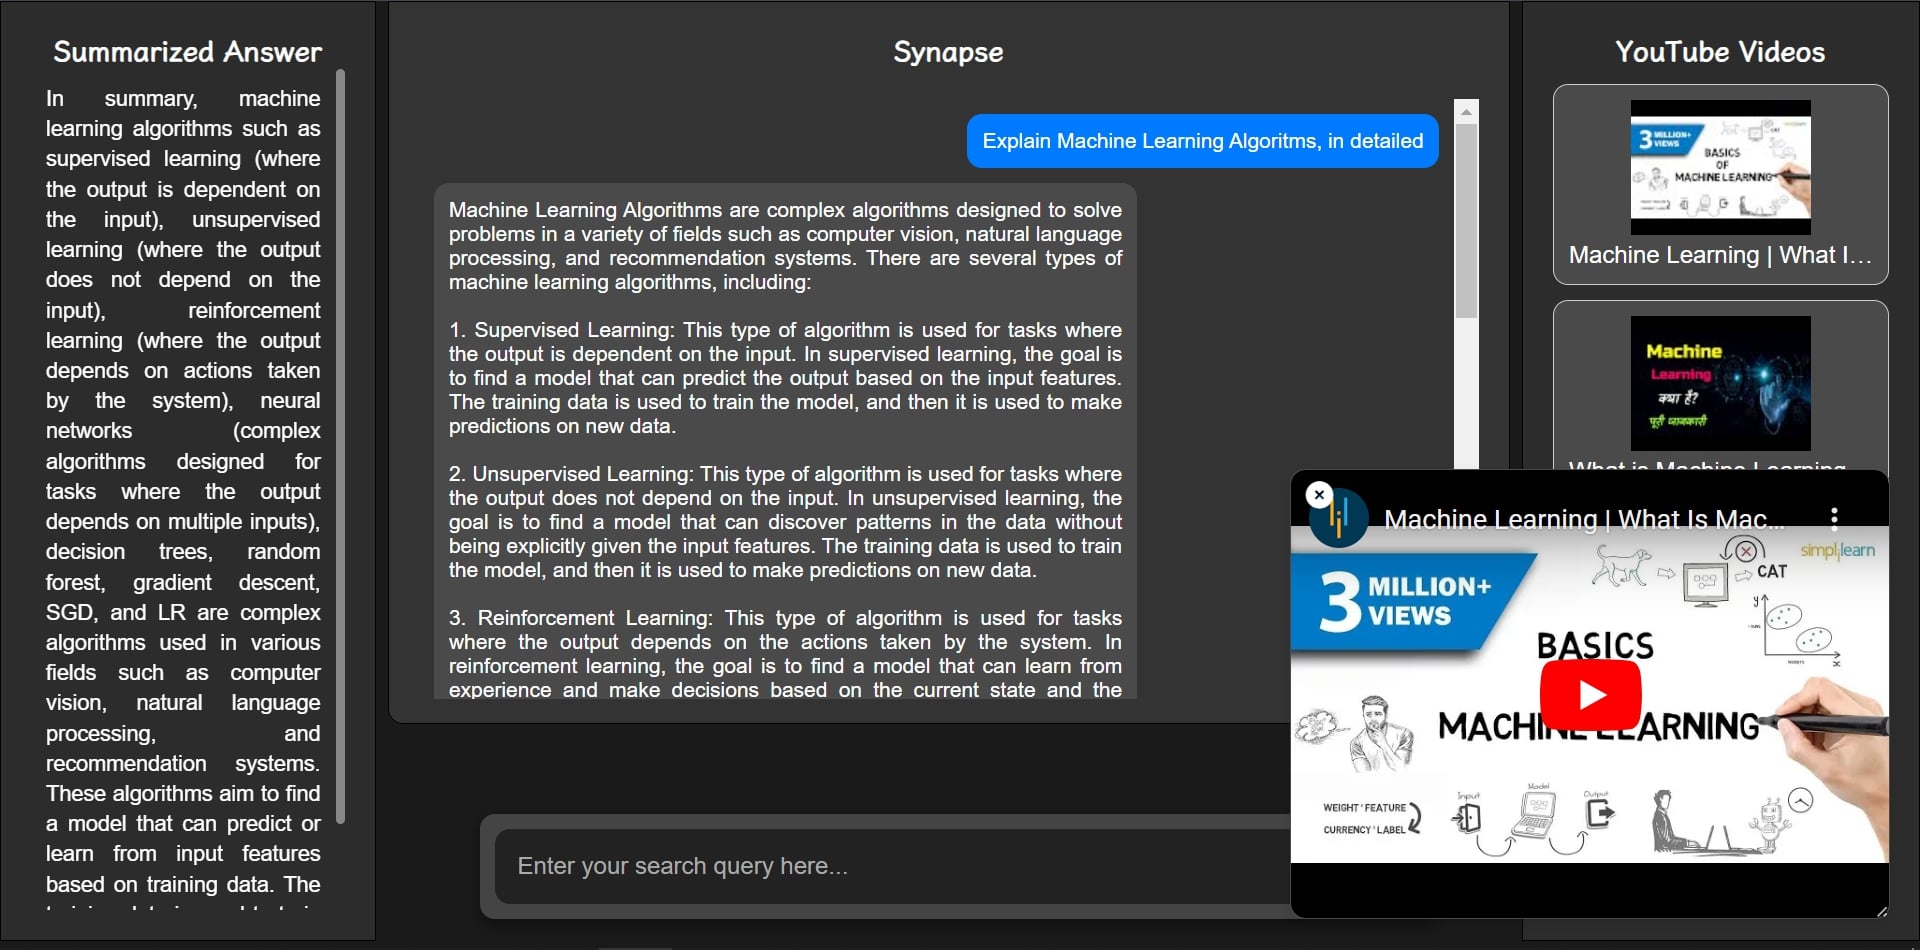 Summarized Answer
In summary, machine
learning algorithms such as
supervised learning (where
the output is dependent on
the input), unsupervised
learning (where the output
does not depend on the
input), reinforcement
learning (where the output
depends on actions taken
by the system), neural
networks (complex
algorithms designed for
tasks where the output
depends on multiple inputs),
decision trees, random
forest, gradient descent,
SGD, and LR are complex
algorithms used in various
fields such as computer
vision, natural language
processing, and
recommendation systems.
These algorithms aim to find
a model that can predict or
learn from input features
based on training data. The
Synapse
Explain Machine Learning Algoritms, in detailed
Machine Learning Algorithms are complex algorithms designed to solve
problems in a variety of fields such as computer vision, natural language
processing, and recommendation systems. There are several types of
machine learning algorithms, including:
1. Supervised Learning: This type of algorithm is used for tasks where
the output is dependent on the input. In supervised learning, the goal is
to find a model that can predict the output based on the input features.
The training data is used to train the model, and then it is used to make
predictions on new data.
2. Unsupervised Learning: This type of algorithm is used for tasks where
the output does not depend on the input. In unsupervised learning, the
goal is to find a model that can discover patterns in the data without
being explicitly given the input features. The training data is used to train
the model, and then it is used to make predictions on new data.
3. Reinforcement Learning: This type of algorithm is used for tasks
where the output depends on the actions taken by the system. In
reinforcement learning, the goal is to find a model that can learn from
experience and make decisions based on the current state and the
Enter your search query here...
YouTube Videos
3 MILLION+
VIEWS
BASICS
OF
MACHINE LEARNING
Machine Learning | What I...
Machine
Learning
क्या है?
पूरी जानकारी
What is Machine Learning
Machine Learning | What Is Mac...
simplilearn
3 MILLION+
VIEWS
CAT
y
x
BASICS
MACHINE LEARNING
Input
Model
Output
WEIGHT ' FEATURE
CURRENCY ' LABEL